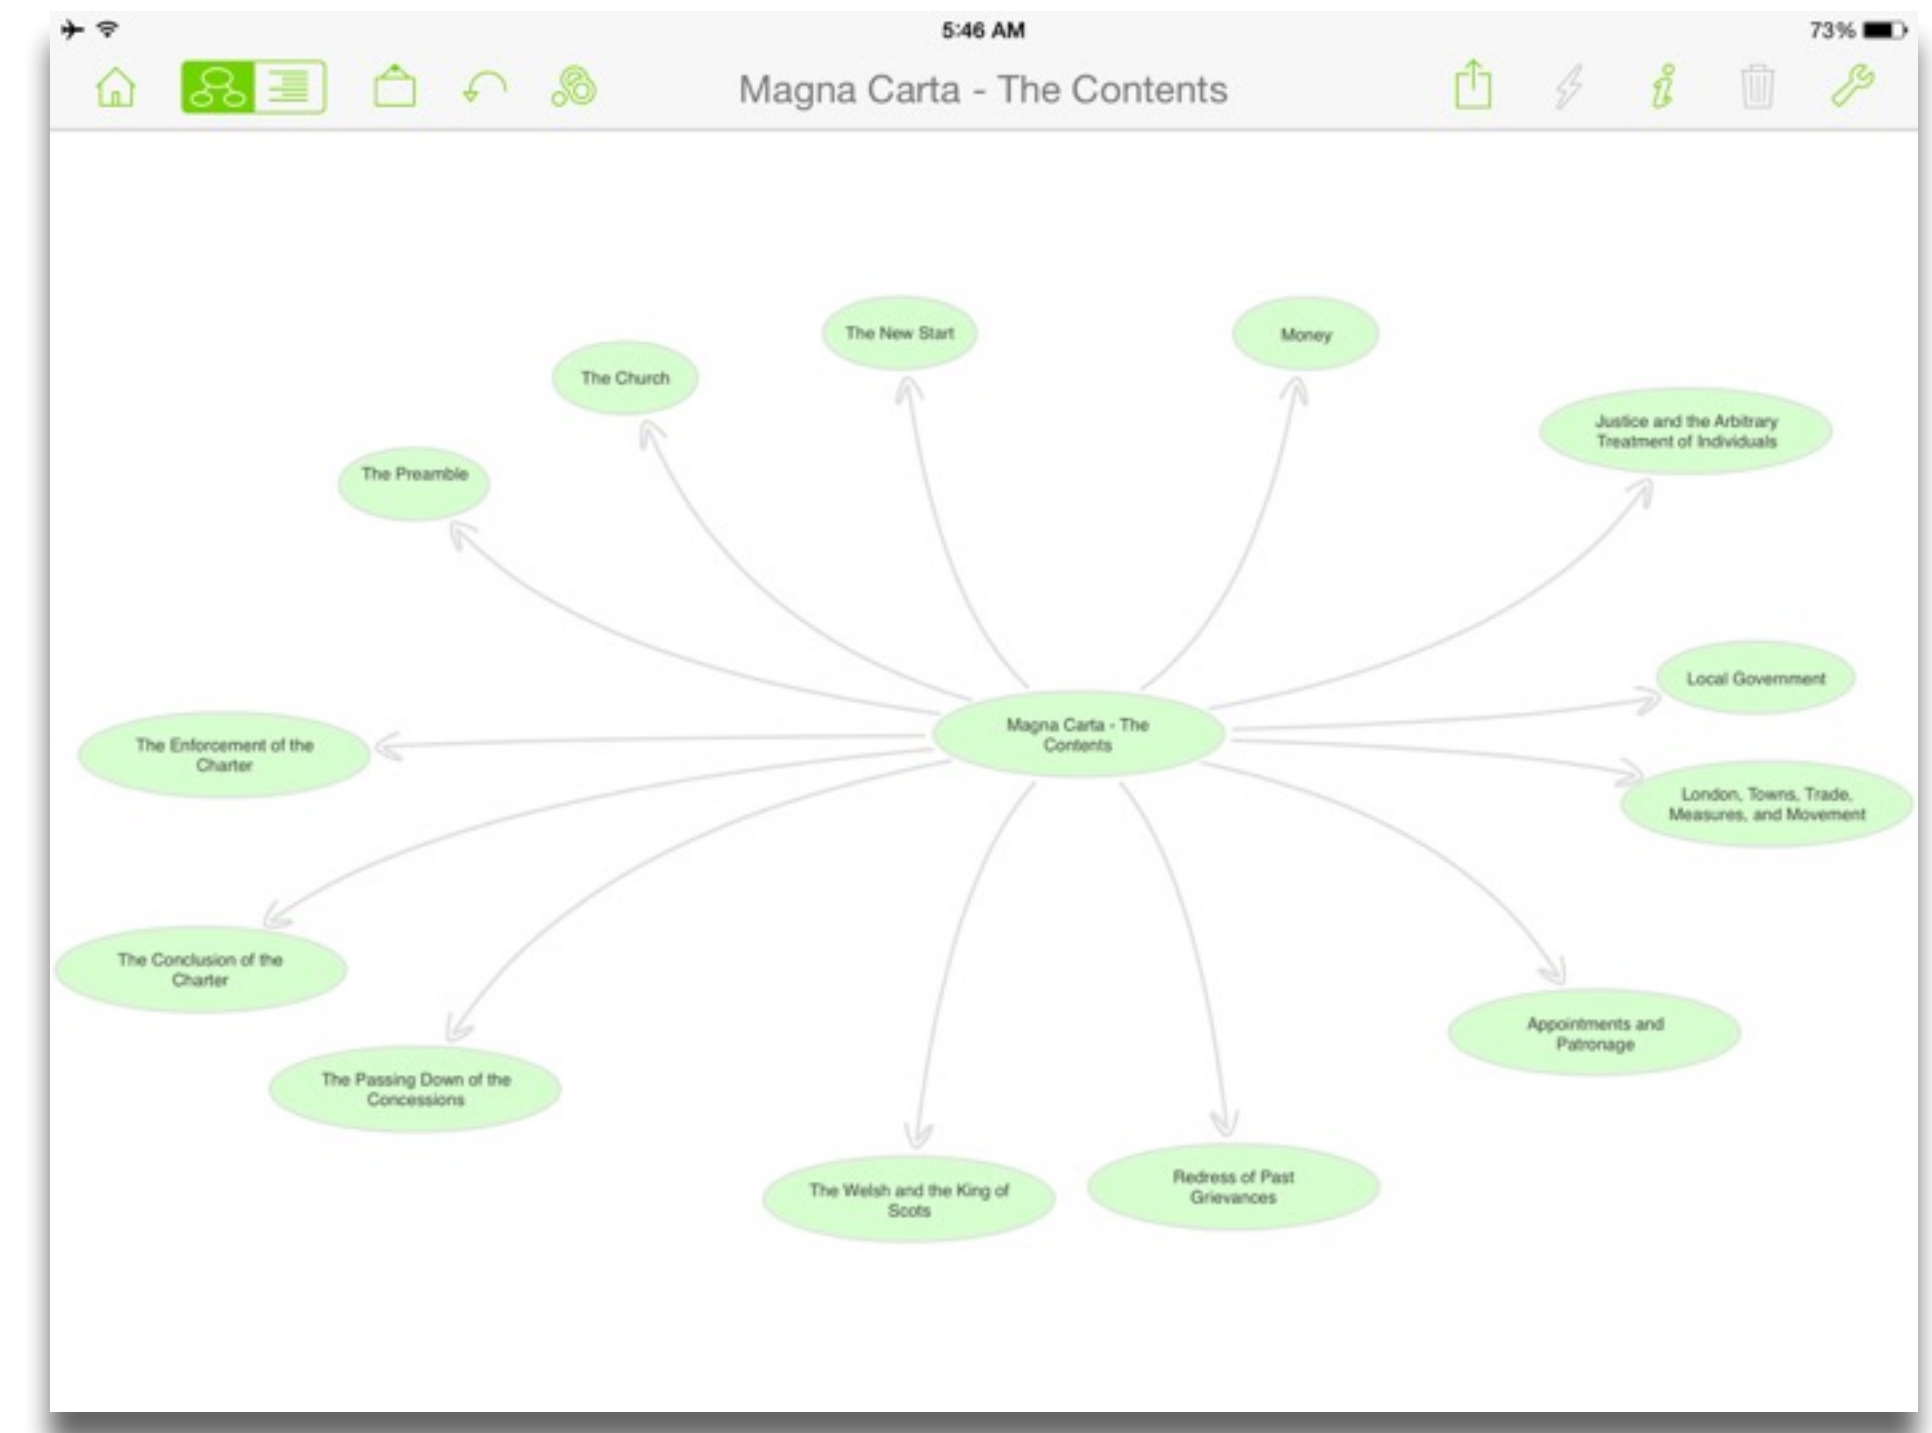 5:46 AM
73%
Magna Carta - The Contents
The New Start
Money
The Church
Justice and the Arbitrary
Treatment of Individuals
The Preamble
Local Government
Magna Carta - The
Contents
The Enforcement of the
Charter
London, Towns, Trade,
Measures, and Movement
The Conclusion of the
Charter
Appointments and
Patronage
The Passing Down of the
Concessions
The Welsh and the King of
Scots
Redress of Past
Grievances